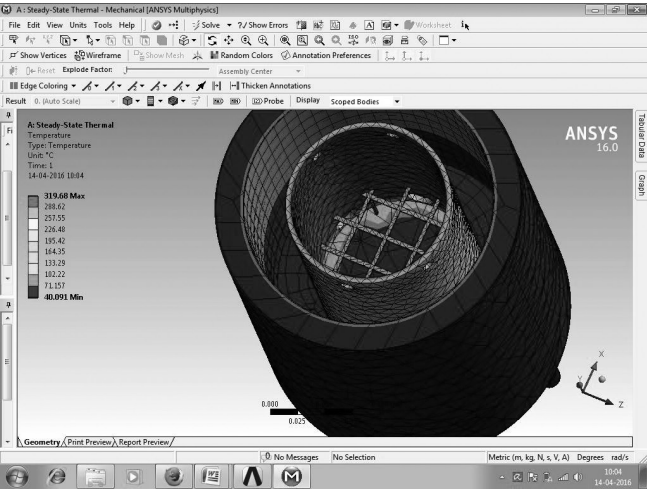 A : Steady-State Thermal - Mechanical [ANSYS Multiphysics]
File Edit View Units Tools Help Solve ?/Show Errors Worksheet
Show Vertices Wireframe Show Mesh Random Colors Annotation Preferences
Reset Explode Factor: Assembly Center
Edge Coloring Thicken Annotations
Result 0. (Auto Scale) Probe Display Scoped Bodies
A: Steady-State Thermal
Temperature
Type: Temperature
Unit: °C
Time: 1
14-04-2016 10:04
319.68 Max
288.62
257.55
226.48
195.42
164.35
133.29
102.22
71.157
40.091 Min
ANSYS
16.0
Tabular Data
Graph
Fi
0.000
0.025
X
Y
Z
Geometry Print Preview Report Preview
0 No Messages No Selection Metric (m, kg, N, s, V, A) Degrees rad/s
10:04
14-04-2016